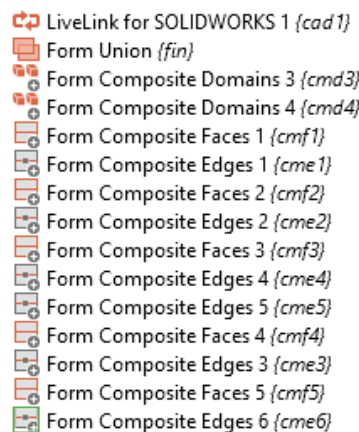 LiveLink for SOLIDWORKS 1 {cad1}
Form Union {fin}
Form Composite Domains 3 {cmd3}
Form Composite Domains 4 {cmd4}
Form Composite Faces 1 {cmf1}
Form Composite Edges 1 {cme1}
Form Composite Faces 2 {cmf2}
Form Composite Edges 2 {cme2}
Form Composite Faces 3 {cmf3}
Form Composite Edges 4 {cme4}
Form Composite Edges 5 {cme5}
Form Composite Faces 4 {cmf4}
Form Composite Edges 3 {cme3}
Form Composite Faces 5 {cmf5}
Form Composite Edges 6 {cme6}